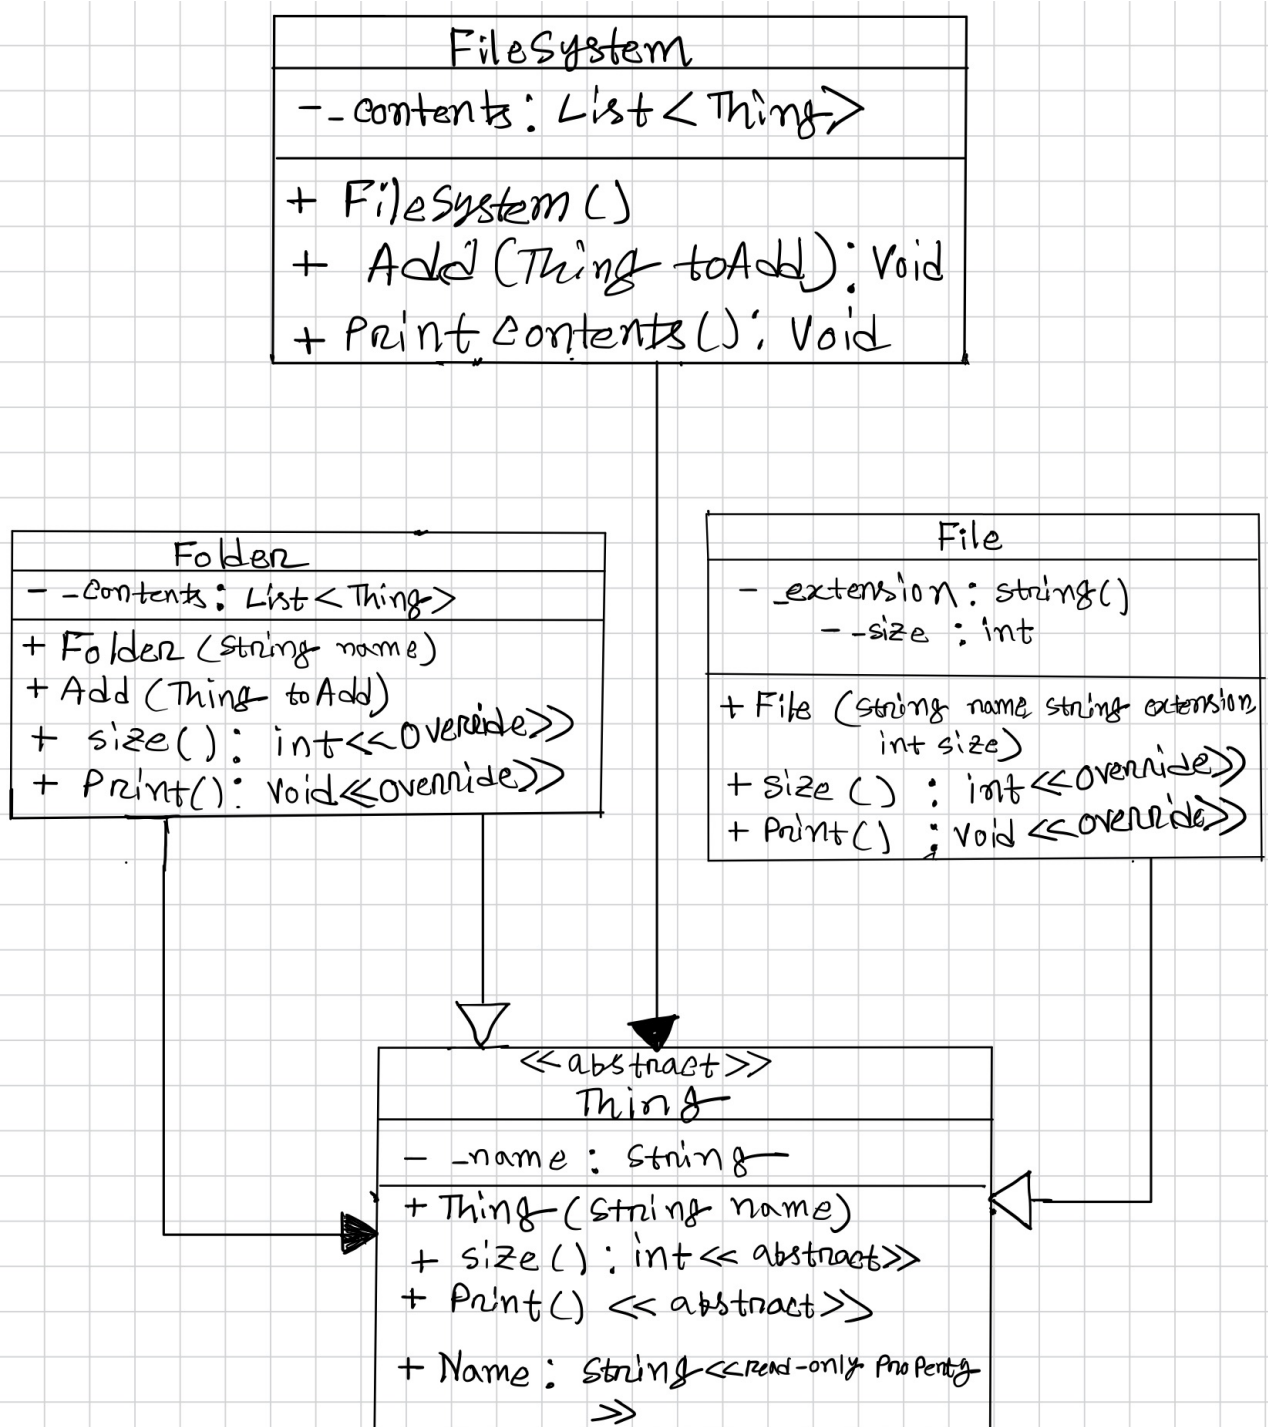 FileSystem
- _contents: List<Thing>
+ FileSystem()
+ Add(Thing toAdd): Void
+ Print contents(): Void
Folder
- _contents: List<Thing>
+ Folder (string name)
+ Add (Thing toAdd)
+ size(): int<<override>>
+ Print(): void<<override>>
File
- _extension: string()
- _size : int
+ File (string name, string extension,
int size)
+ size () : int<<override>>
+ Print() : void <<override>>
<<abstract>>
Thing
- _name : string
+ Thing (string name)
+ size() : int<< abstract>>
+ Print() << abstract>>
+ Name : string<<read-only Property
>>